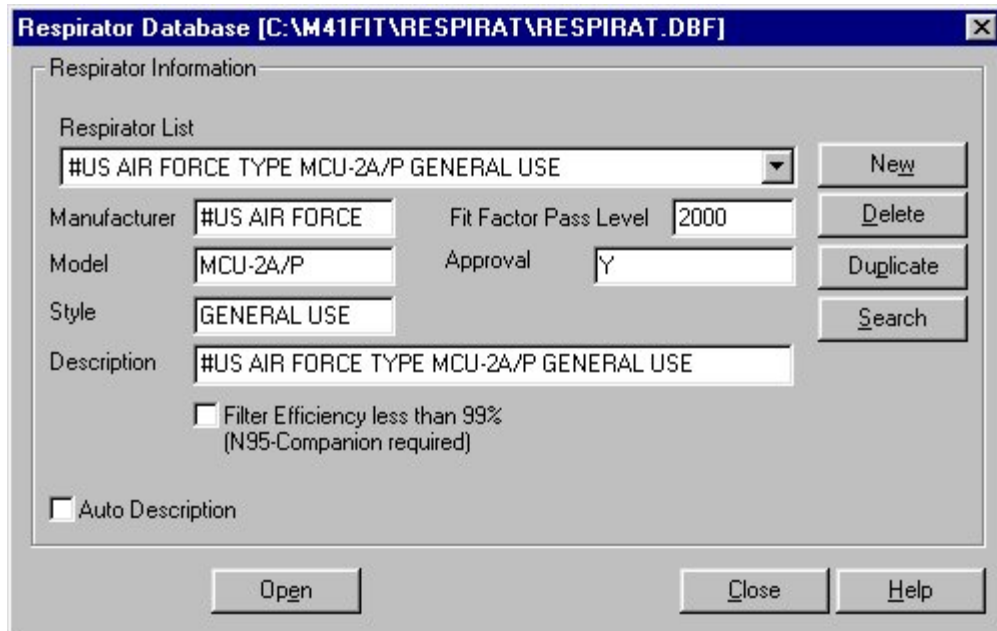 Respirator Database [C:\M41FIT\RESPIRAT\RESPIRAT.DBF]
Respirator Information
Respirator List
#US AIR FORCE TYPE MCU-2A/P GENERAL USE
New
Manufacturer #US AIR FORCE Fit Factor Pass Level 2000
Delete
Model MCU-2A/P Approval Y
Duplicate
Style GENERAL USE
Search
Description #US AIR FORCE TYPE MCU-2A/P GENERAL USE
Filter Efficiency less than 99%
(N95-Companion required)
Auto Description
Open Close Help